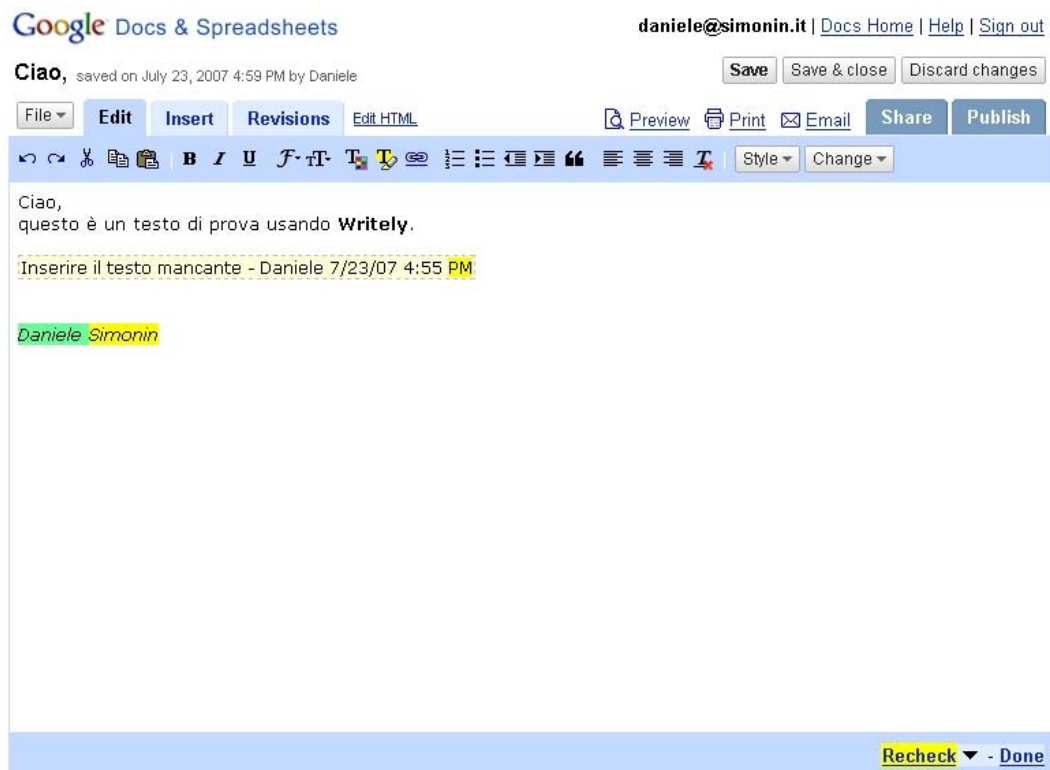 Google Docs & Spreadsheets
daniele@simonin.it | Docs Home | Help | Sign out
Ciao, saved on July 23, 2007 4:59 PM by Daniele
Save Save & close Discard changes
File Edit Insert Revisions Edit HTML Preview Print Email Share Publish
B I U Style Change
Ciao,
questo è un testo di prova usando Writely.
Inserire il testo mancante - Daniele 7/23/07 4:55 PM
Daniele Simonin
Recheck - Done